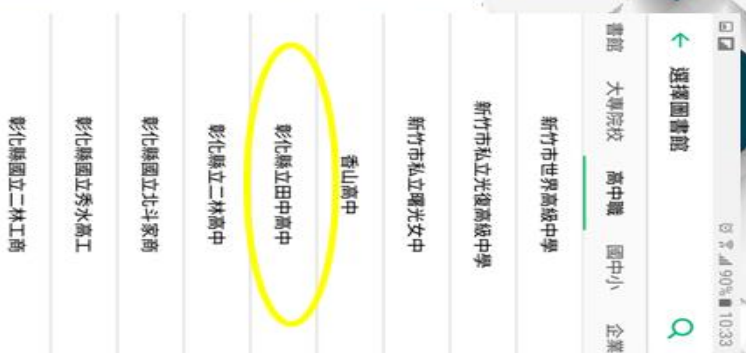 90% 10:33
選擇圖書館
書館 大專院校 高中職 國中小 企業
新竹市世界高級中學
新竹市私立光復高級中學
新竹市私立曙光女中
香山高中
彰化縣立田中高中
彰化縣立二林高中
彰化縣國立北斗家商
彰化縣國立秀水高工
彰化縣國立二林工商